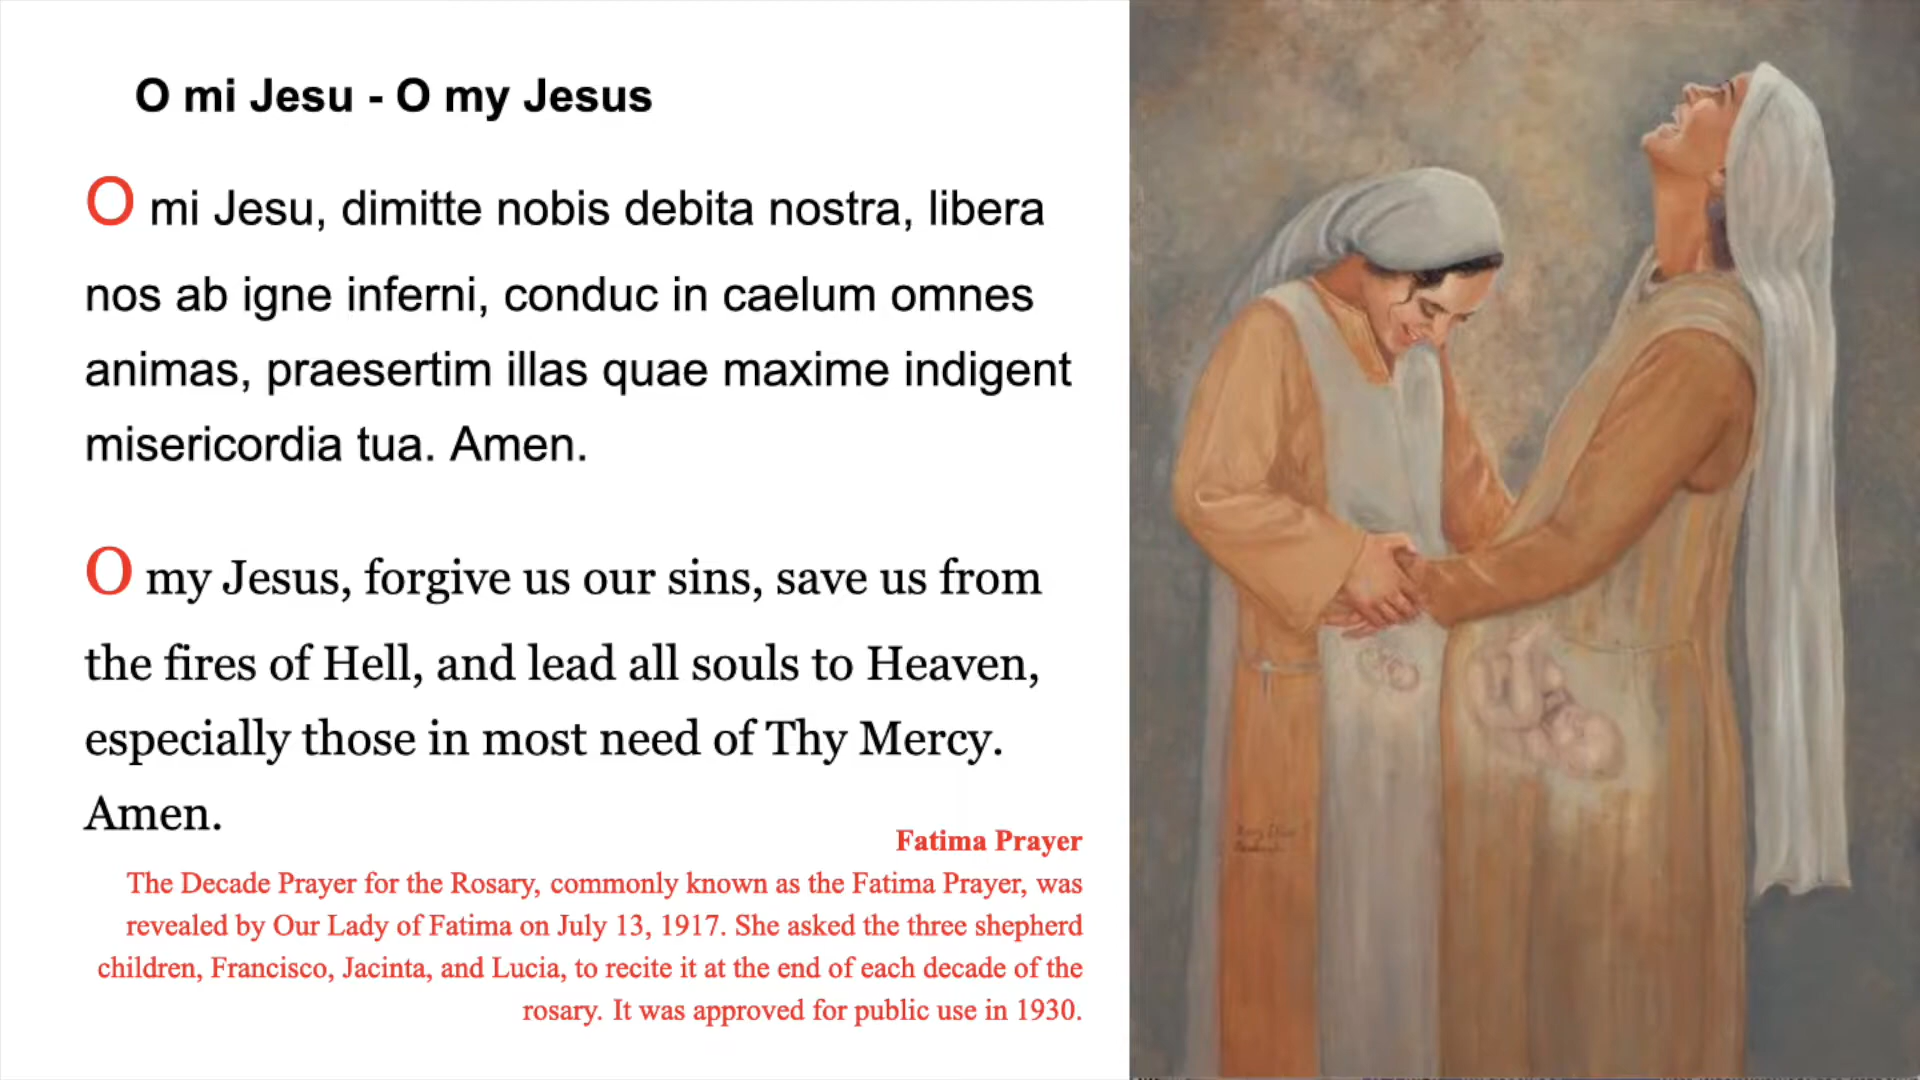 O mi Jesu - O my Jesus
O mi Jesu, dimitte nobis debita nostra, libera
nos ab igne inferni, conduc in caelum omnes
animas, praesertim illas quae maxime indigent
misericordia tua. Amen.
O my Jesus, forgive us our sins, save us from
the fires of Hell, and lead all souls to Heaven,
especially those in most need of Thy Mercy.
Amen.
Fatima Prayer
The Decade Prayer for the Rosary, commonly known as the Fatima Prayer, was
revealed by Our Lady of Fatima on July 13, 1917. She asked the three shepherd
children, Francisco, Jacinta, and Lucia, to recite it at the end of each decade of the
rosary. It was approved for public use in 1930.